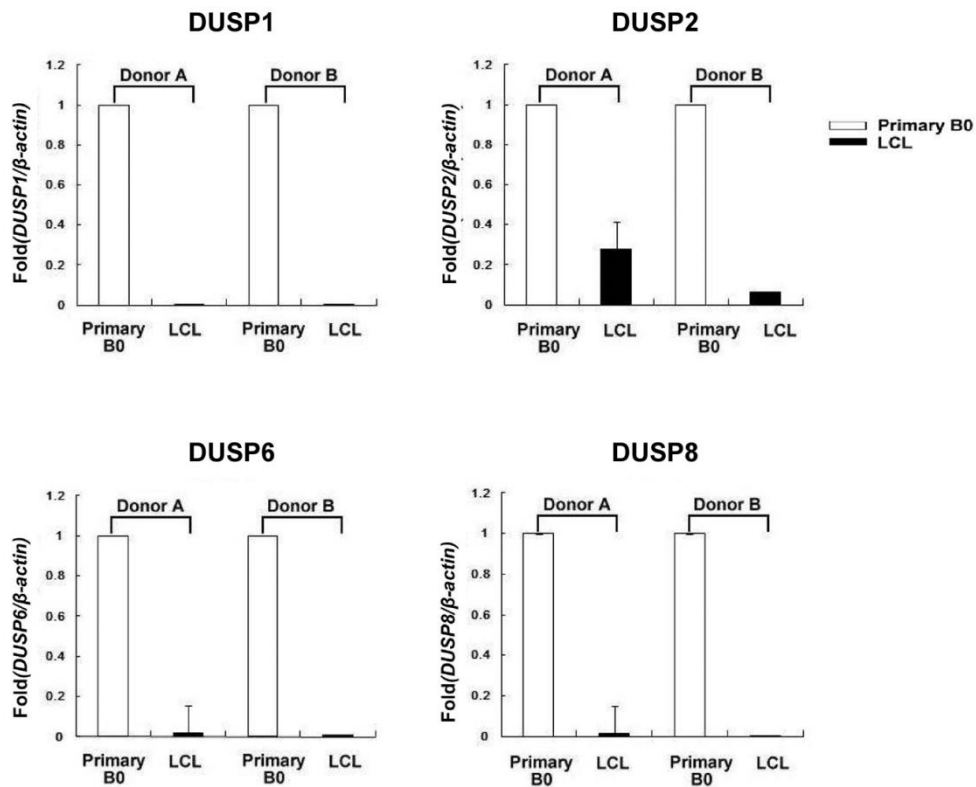 DUSP1
Fold(DUSP1/β-actin)
1.2
1
0.8
0.6
0.4
0.2
0
Donor A
Donor B
Primary B0
LCL
Primary B0
LCL
DUSP2
Fold(DUSP2/β-actin)
1.2
1
0.8
0.6
0.4
0.2
0
Donor A
Donor B
Primary B0
LCL
Primary B0
LCL
Primary B0
LCL
DUSP6
Fold(DUSP6/β-actin)
1.2
1
0.8
0.6
0.4
0.2
0
Donor A
Donor B
Primary B0
LCL
Primary B0
LCL
DUSP8
Fold(DUSP8/β-actin)
1.2
1
0.8
0.6
0.4
0.2
0
Donor A
Donor B
Primary B0
LCL
Primary B0
LCL